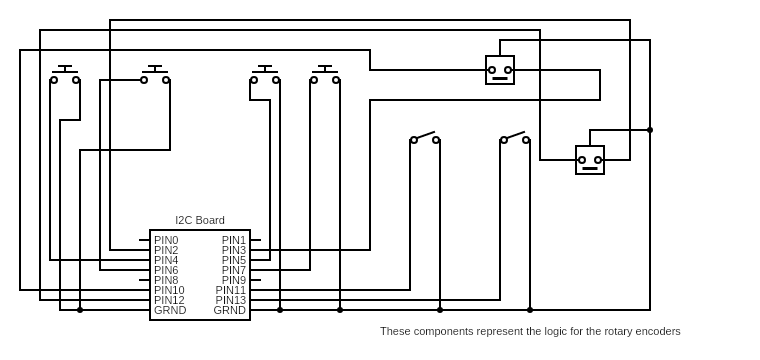 I2C Board
PIN0 PIN1
PIN2 PIN3
PIN4 PIN5
PIN6 PIN7
PIN8 PIN9
PIN10 PIN11
PIN12 PIN13
GRND GRND
These components represent the logic for the rotary encoders